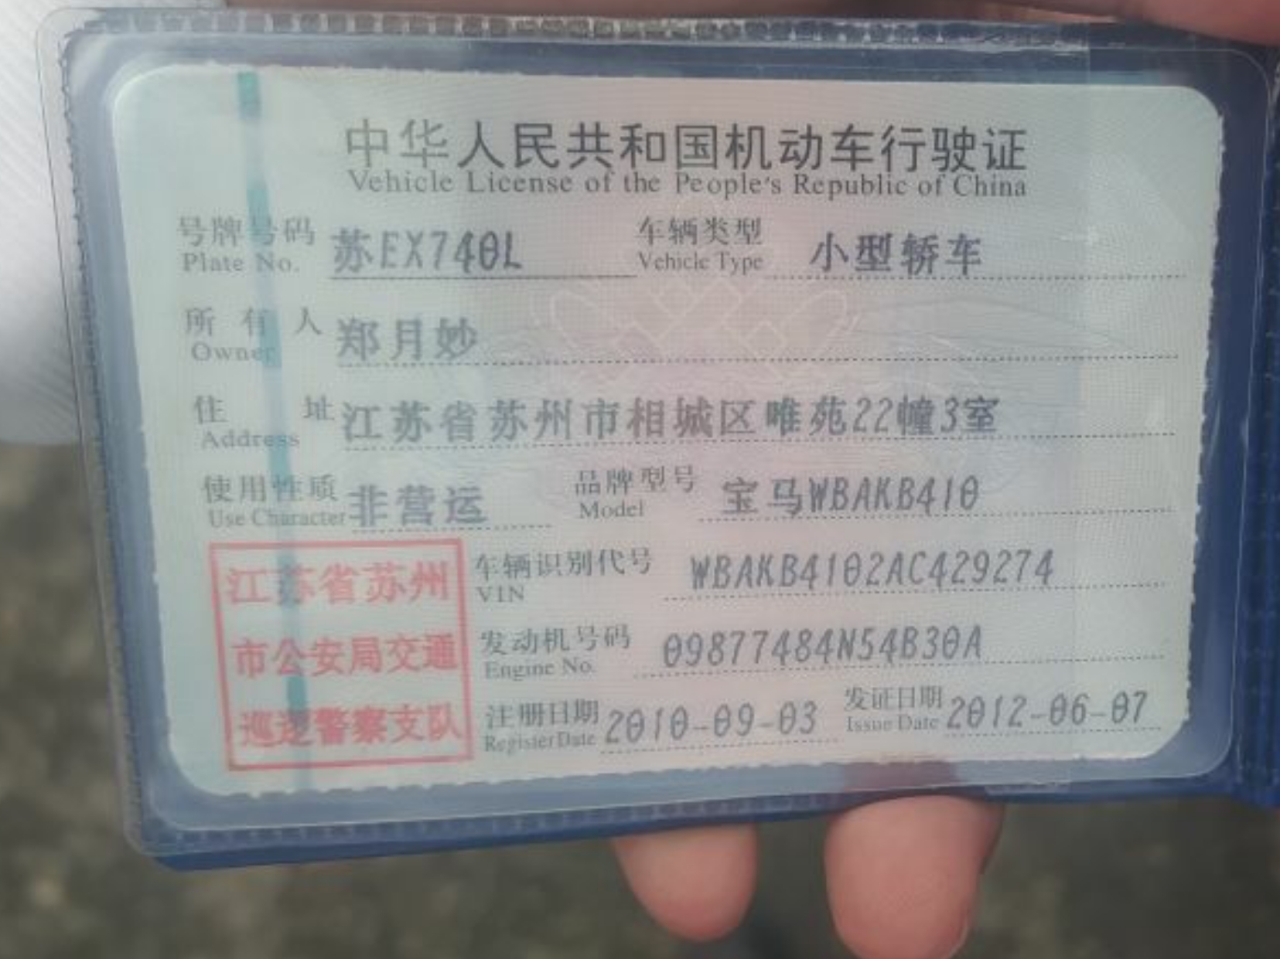 中华人民共和国机动车行驶证
Vehicle License of the People's Republic of China
号牌号码 苏EX740L 车辆类型 小型轿车
Plate No. Vehicle Type
所有人 郑月妙
Owner
住址 江苏省苏州市相城区唯苑22幢3室
Address
使用性质 非营运 品牌型号 宝马WBAKB410
Use Character Model
江苏省苏州 车辆识别代号 WBAKB4102AC429274
VIN
市公安局交通 发动机号码 09877484N54B30A
Engine No.
巡逻警察支队 注册日期 2010-09-03 发证日期 2012-06-07
Register Date Issue Date